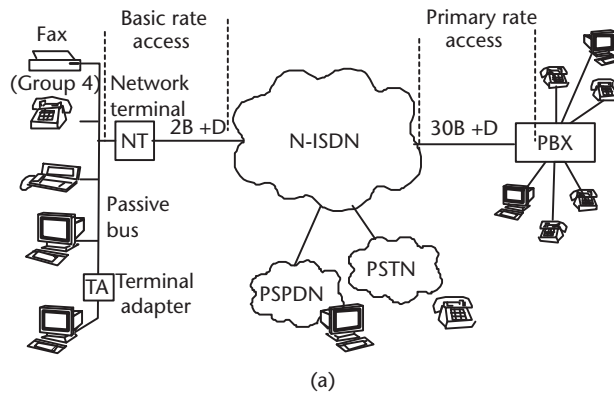 Fax
(Group 4)
Basic rate
access
Primary rate
access
Network
terminal
NT
2B +D
N-ISDN
30B +D
PBX
Passive
bus
TA
Terminal
adapter
PSPDN
PSTN
(a)